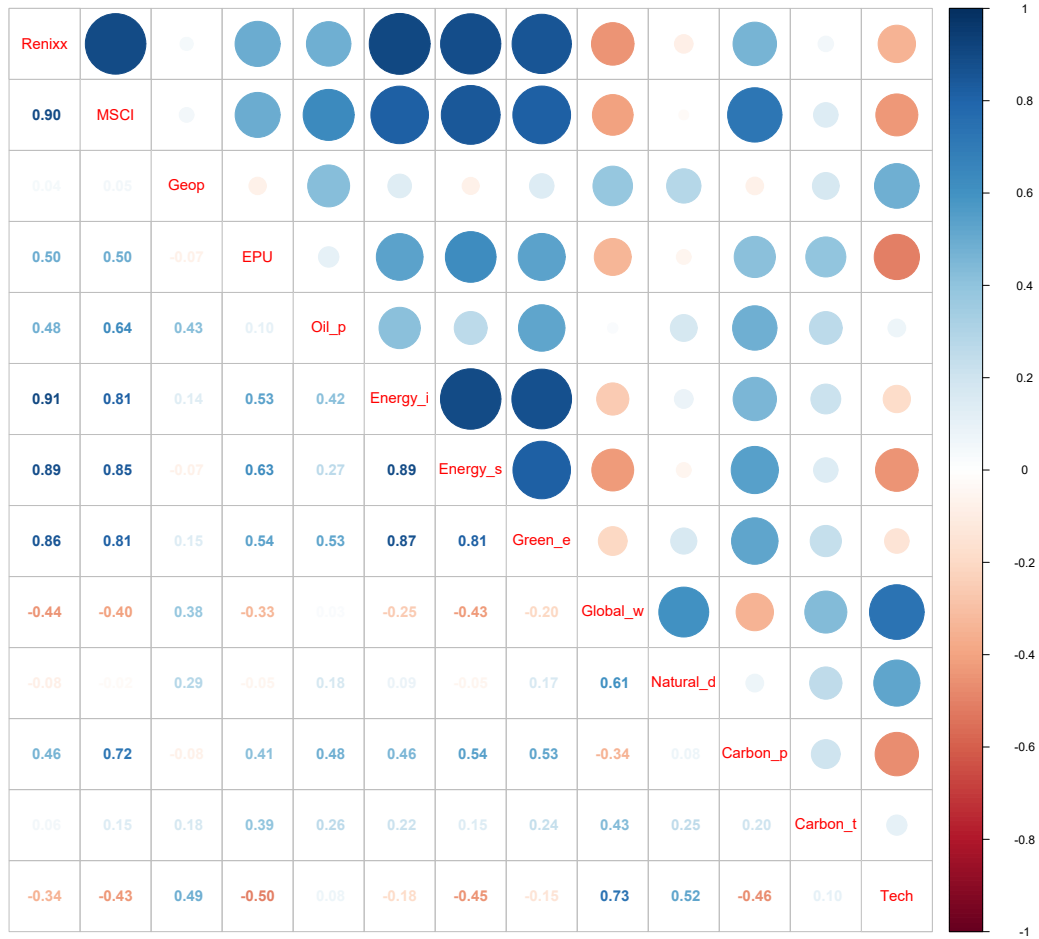 Renixx 1
0.90 MSCI 0.8
0.04 0.05 Geop
0.50 0.50 -0.07 EPU 0.6
0.4
0.48 0.64 0.43 0.10 Oil_p
0.91 0.81 0.14 0.53 0.42 Energy_i 0.2
0.89 0.85 -0.07 0.63 0.27 0.89 Energy_s 0
0.86 0.81 0.15 0.54 0.53 0.87 0.81 Green_e
-0.2
-0.44 -0.40 0.38 -0.33 -0.25 -0.43 -0.20 Global_w
-0.4
-0.08 -0.02 0.29 -0.05 0.18 0.09 -0.06 0.17 0.61 Natural_d
0.46 0.72 -0.08 0.41 0.48 0.46 0.54 0.53 -0.34 0.08 Carbon_p -0.6
0.05 0.15 0.18 0.39 0.26 0.22 0.15 0.24 0.43 0.25 0.20 Carbon_t -0.8
-0.34 -0.43 0.49 -0.50 0.08 -0.18 -0.45 -0.15 0.73 0.52 -0.46 0.10 Tech
-1